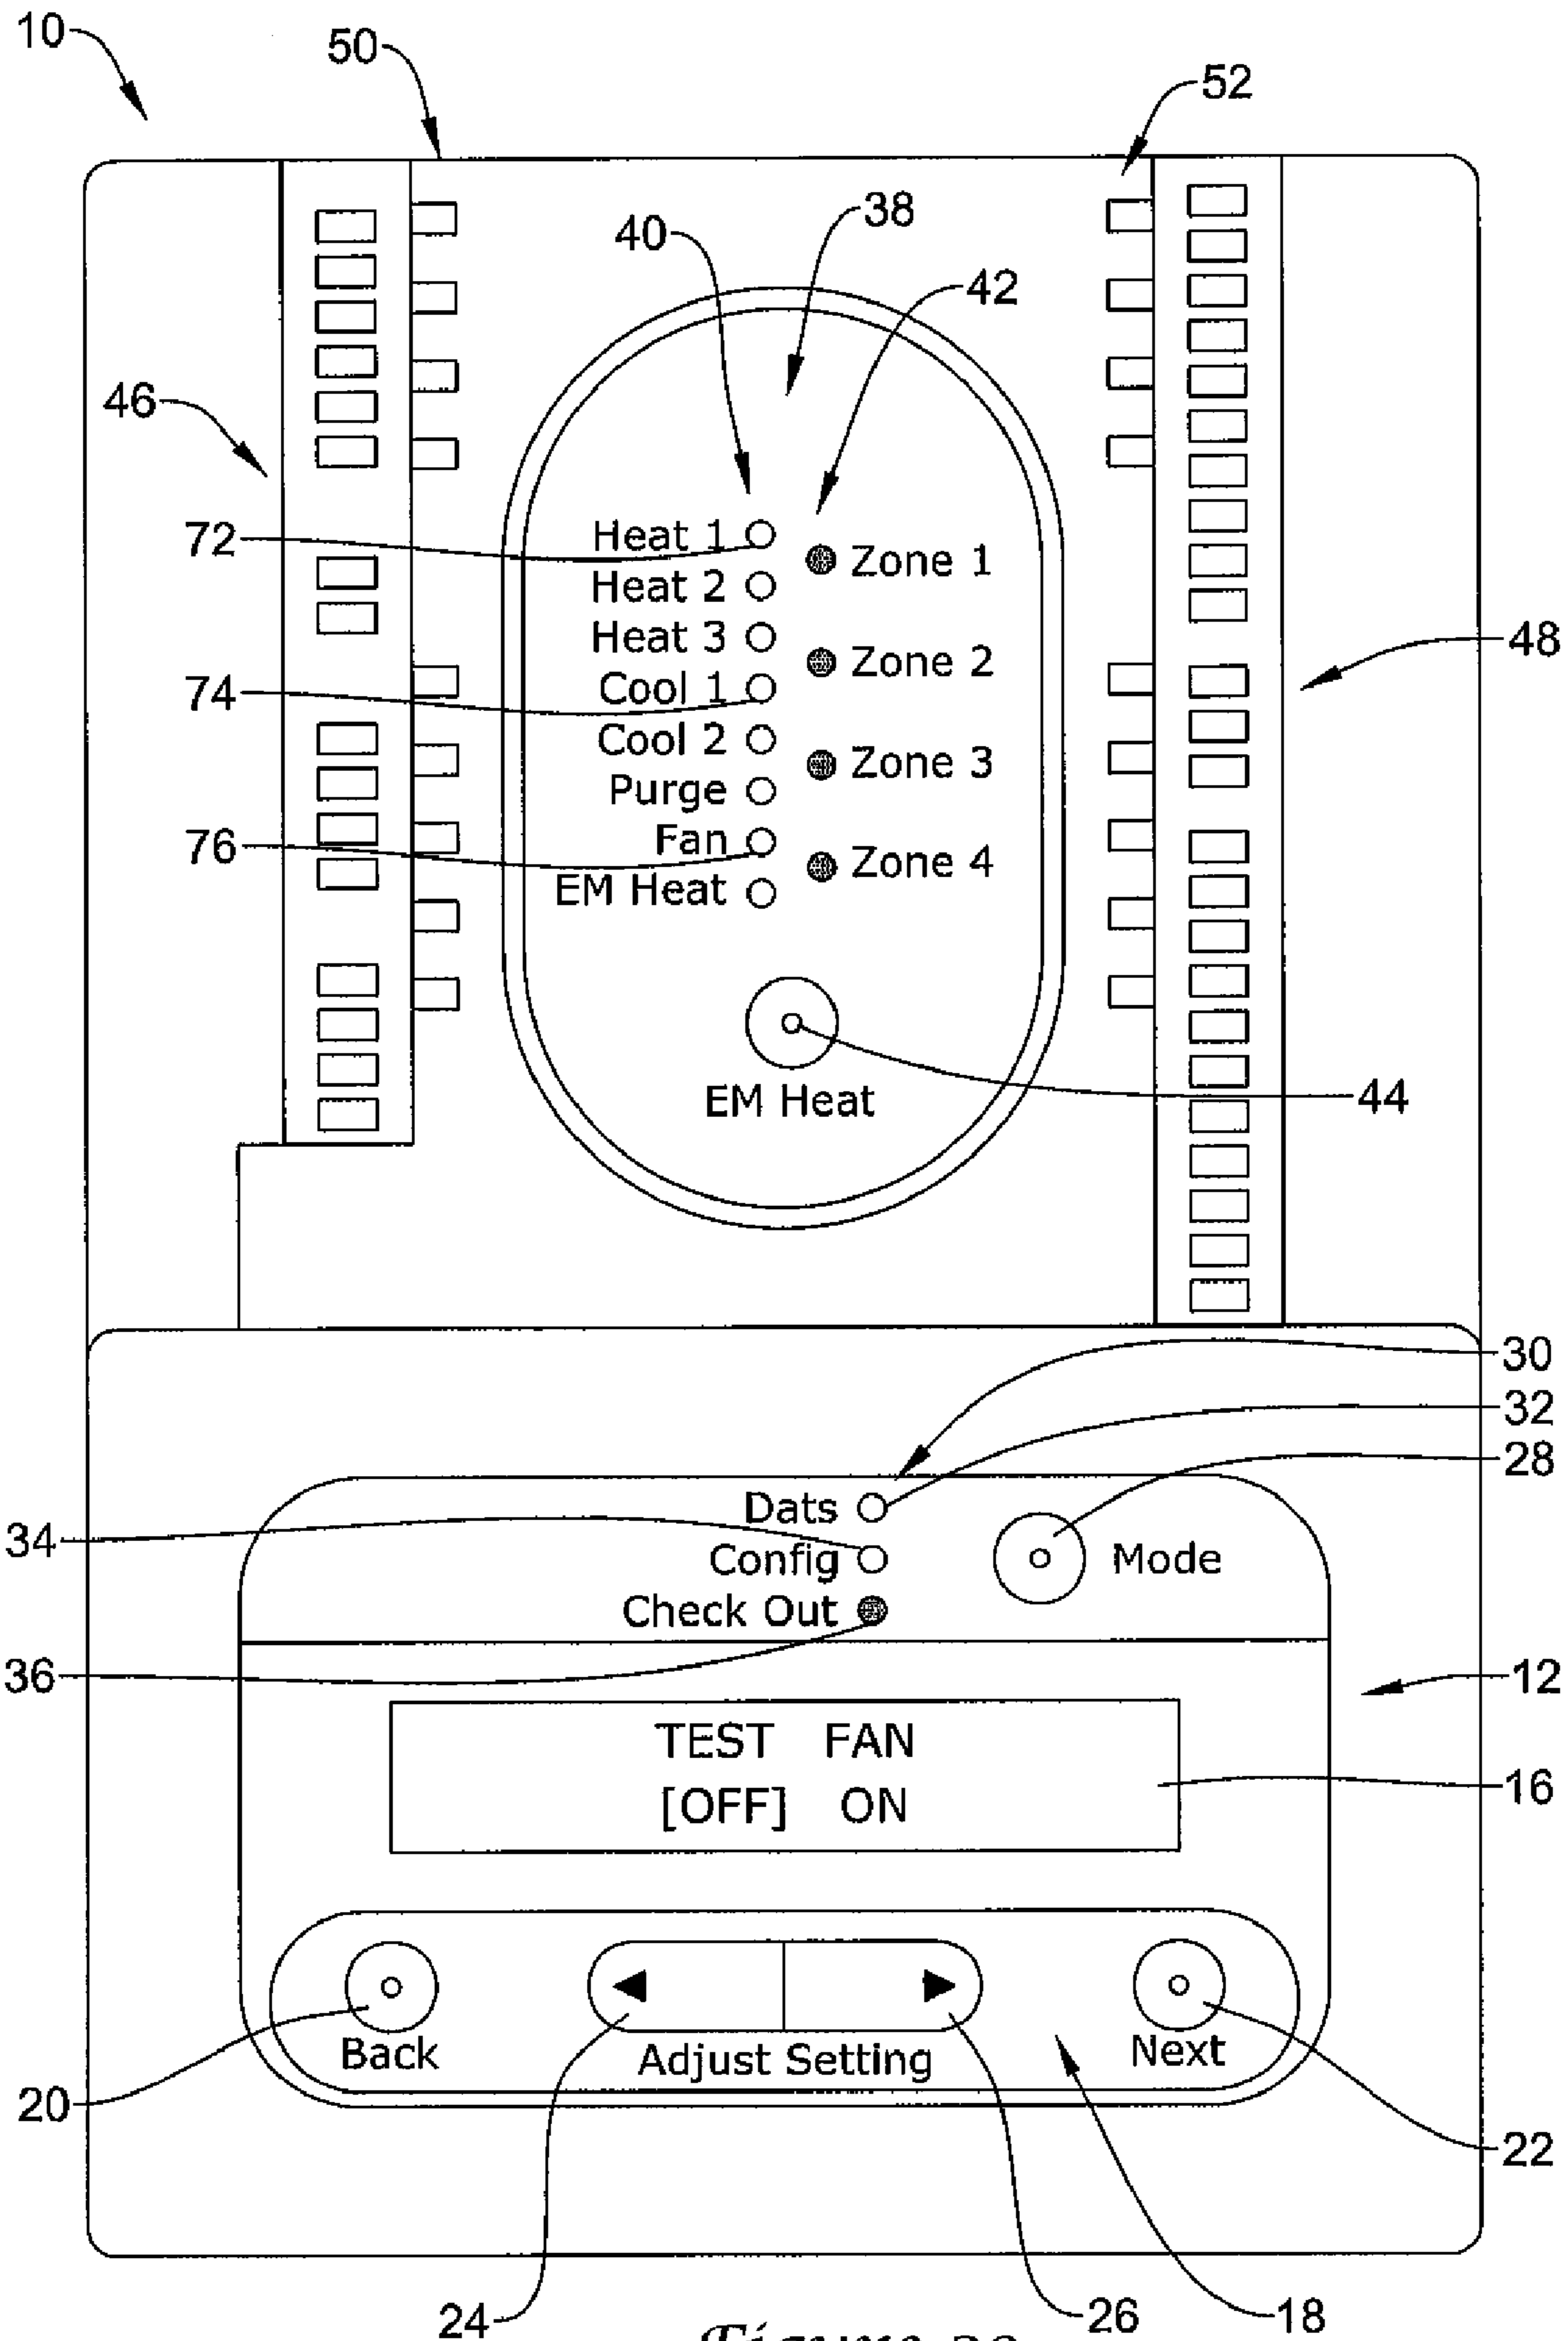 10
50
52
38
40
42
46
72
Heat 1
Zone 1
Heat 2
Heat 3
48
Zone 2
74
Cool 1
Cool 2
Zone 3
Purge
76
Fan
Zone 4
EM Heat
44
EM Heat
30
32
28
Dats
34
Config
Mode
Check Out
36
12
TEST FAN
16
[OFF] ON
Back
Adjust Setting
Next
20
22
24
26
18
Figure